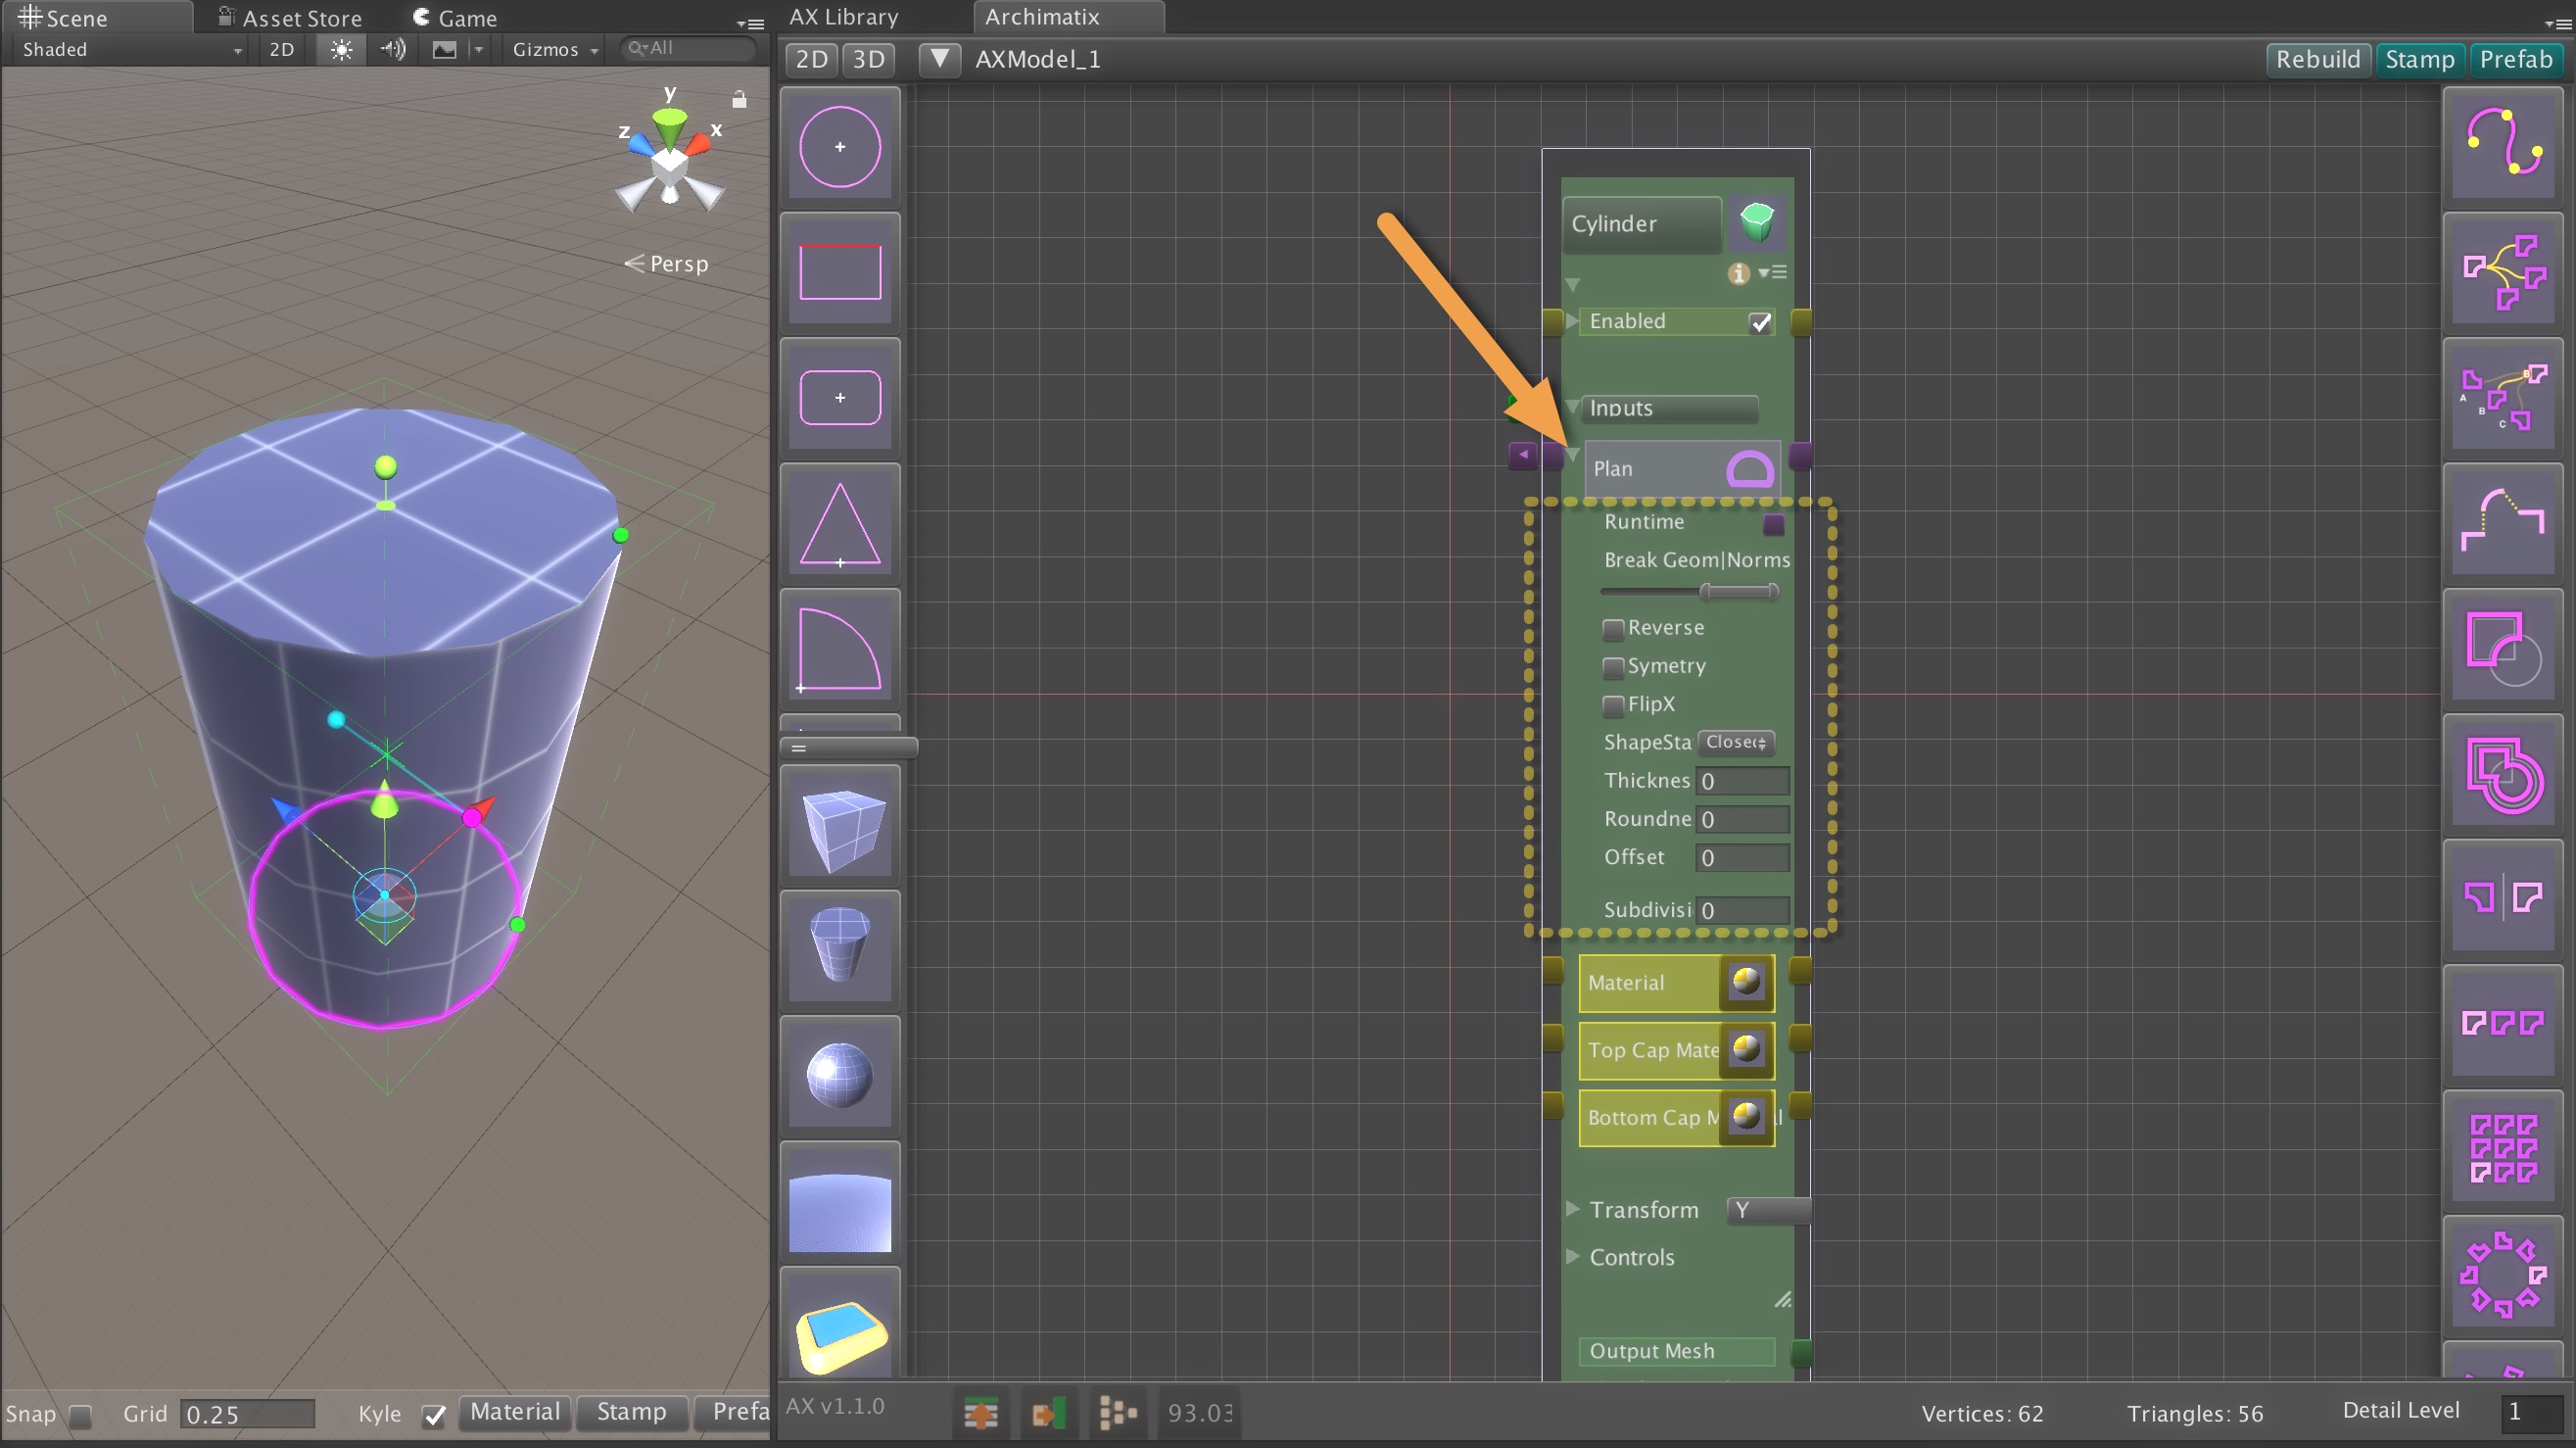 Scene
Asset Store
Game
Shaded
2D
Gizmos
All
y
z
x
Persp
Snap
Grid
0.25
Kyle
Material
Stamp
Prefa
AX Library
Archimatix
2D
3D
AXModel_1
Rebuild
Stamp
Prefab
Cylinder
Enabled
Inputs
Plan
Runtime
Break Geom|Norms
Reverse
Symetry
FlipX
ShapeSta
Closec
Thicknes
0
Roundne
0
Offset
0
Subdivisi
0
Material
Top Cap Mate
Bottom Cap M
Transform
Y
Controls
Output Mesh
A
B
B
C
AX v1.1.0
93.03
Vertices: 62
Triangles: 56
Detail Level
1